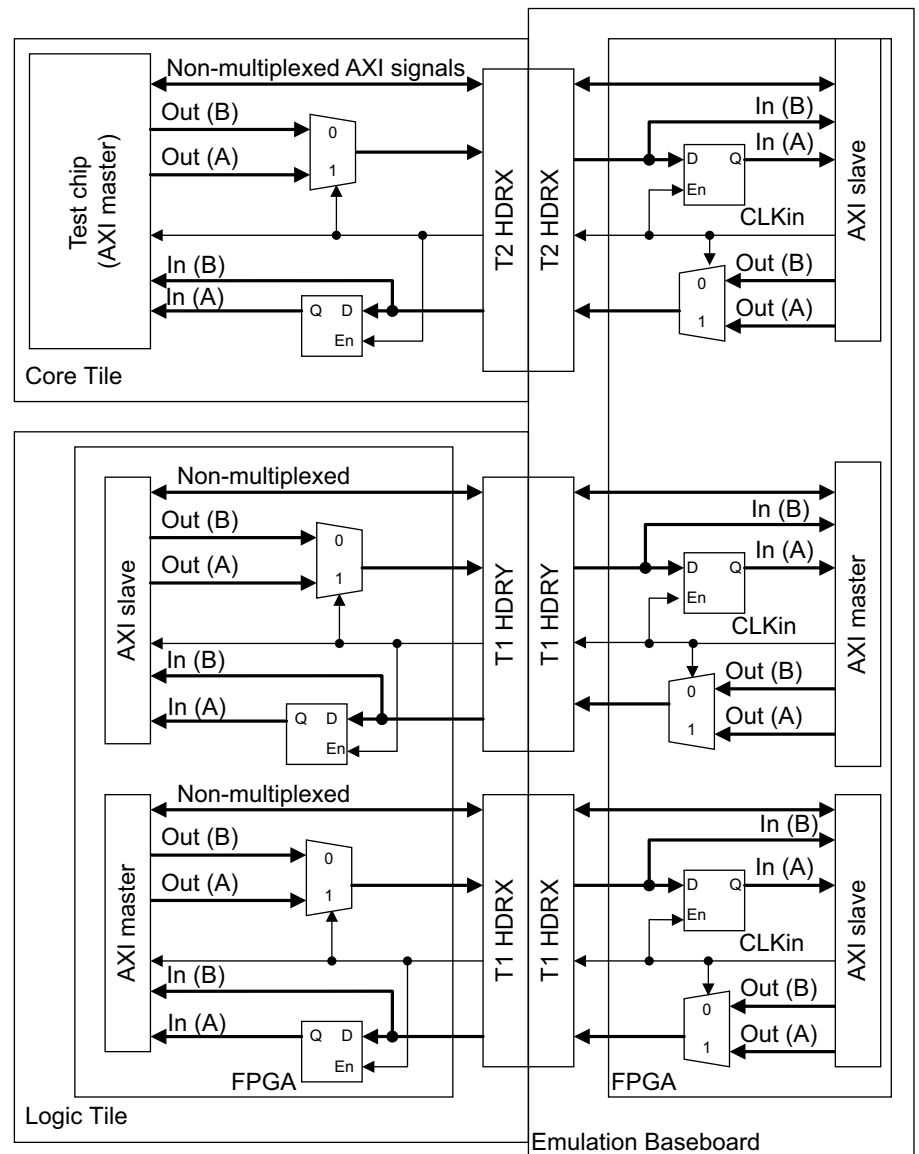 Non-multiplexed AXI signals
Out (B)
0
Out (A)
1
Test chip
(AXI master)
In (B)
In (A)
Q D
En
Core Tile
T2 HDRX
T2 HDRX
In (B)
In (A)
D Q
En
CLKin
Out (B)
0
Out (A)
1
AXI slave
Non-multiplexed
Out (B)
0
Out (A)
1
AXI slave
In (B)
In (A)
Q D
En
T1 HDRY
T1 HDRY
In (B)
In (A)
D Q
En
CLKin
Out (B)
0
Out (A)
1
AXI master
Non-multiplexed
Out (B)
0
Out (A)
1
AXI master
In (B)
In (A)
Q D
En
FPGA
Logic Tile
T1 HDRX
T1 HDRX
In (B)
In (A)
D Q
En
CLKin
Out (B)
0
Out (A)
1
AXI slave
FPGA
Emulation Baseboard